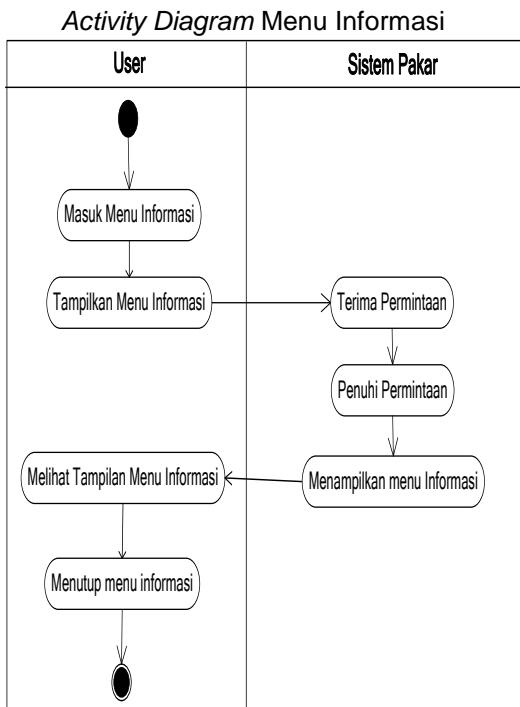 Activity Diagram Menu Informasi
User
Sistem Pakar
Masuk Menu Informasi
Tampilkan Menu Informasi
Terima Permintaan
Penuhi Permintaan
Menampilkan menu Informasi
Melihat Tampilan Menu Informasi
Menutup menu informasi